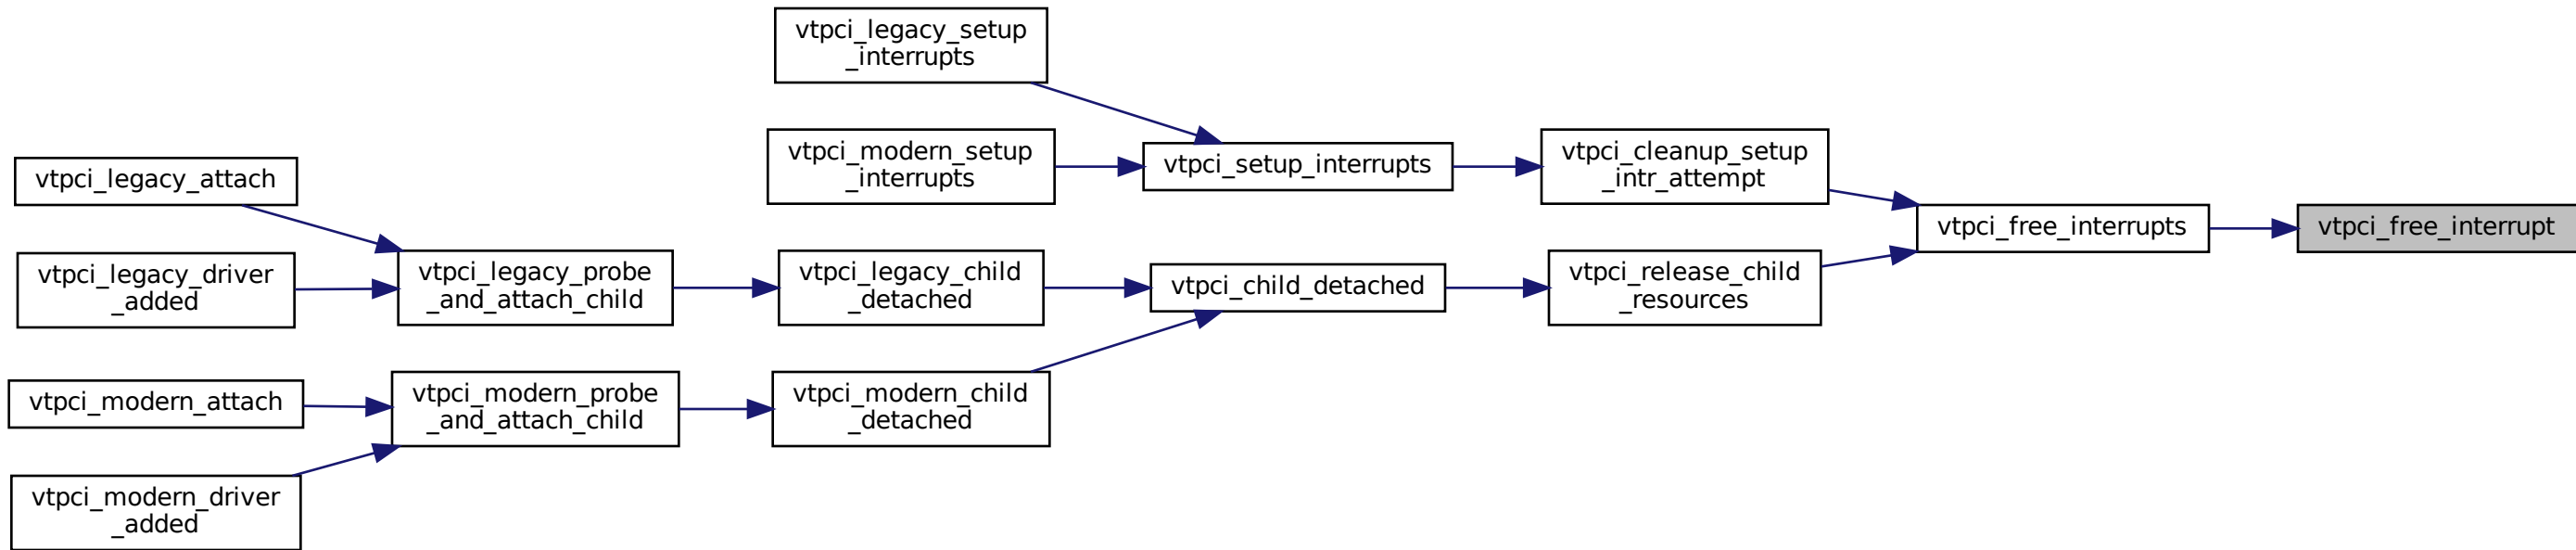 vtpci_legacy_setup
_interrupts
vtpci_modern_setup
_interrupts
vtpci_setup_interrupts
vtpci_cleanup_setup
_intr_attempt
vtpci_legacy_attach
vtpci_free_interrupts
vtpci_free_interrupt
vtpci_legacy_driver
_added
vtpci_legacy_probe
_and_attach_child
vtpci_legacy_child
_detached
vtpci_child_detached
vtpci_release_child
_resources
vtpci_modern_attach
vtpci_modern_probe
_and_attach_child
vtpci_modern_child
_detached
vtpci_modern_driver
_added